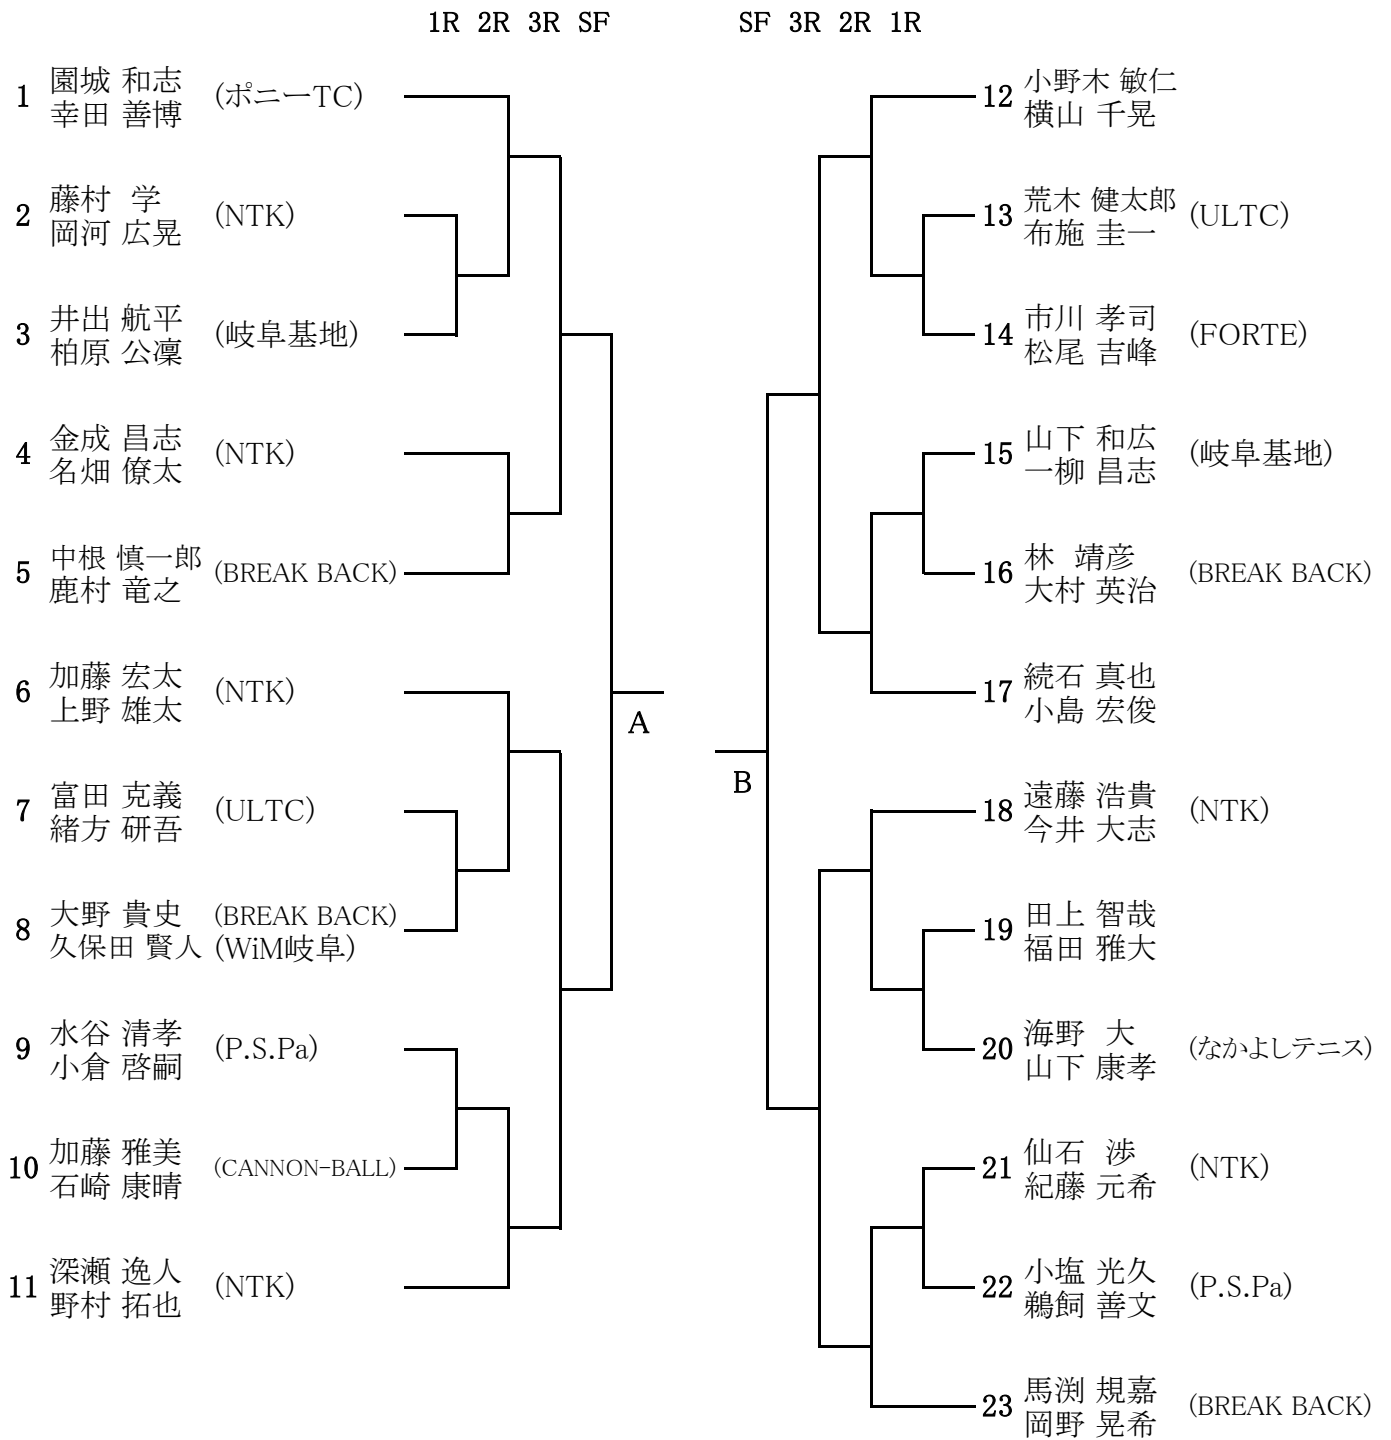 1R 2R 3R SF
SF 3R 2R 1R
1 園城 和志 (ポニーTC)
幸田 善博
2 藤村 学 (NTK)
岡河 広晃
3 井出 航平 (岐阜基地)
柏原 公凜
4 金成 昌志 (NTK)
名畑 僚太
5 中根 慎一郎 (BREAK BACK)
鹿村 竜之
6 加藤 宏太 (NTK)
上野 雄太
7 富田 克義 (ULTC)
緒方 研吾
8 大野 貴史 (BREAK BACK)
久保田 賢人 (WiM岐阜)
9 水谷 清孝 (P.S.Pa)
小倉 啓嗣
10 加藤 雅美 (CANNON-BALL)
石崎 康晴
11 深瀬 逸人 (NTK)
野村 拓也
A
B
12 小野木 敏仁
横山 千晃
13 荒木 健太郎 (ULTC)
布施 圭一
14 市川 孝司 (FORTE)
松尾 吉峰
15 山下 和広 (岐阜基地)
一柳 昌志
16 林 靖彦 (BREAK BACK)
大村 英治
17 続石 真也
小島 宏俊
18 遠藤 浩貴 (NTK)
今井 大志
19 田上 智哉
福田 雅大
20 海野 大 (なかよしテニス)
山下 康孝
21 仙石 渉 (NTK)
紀藤 元希
22 小塩 光久 (P.S.Pa)
鵜飼 善文
23 馬渕 規嘉 (BREAK BACK)
岡野 晃希